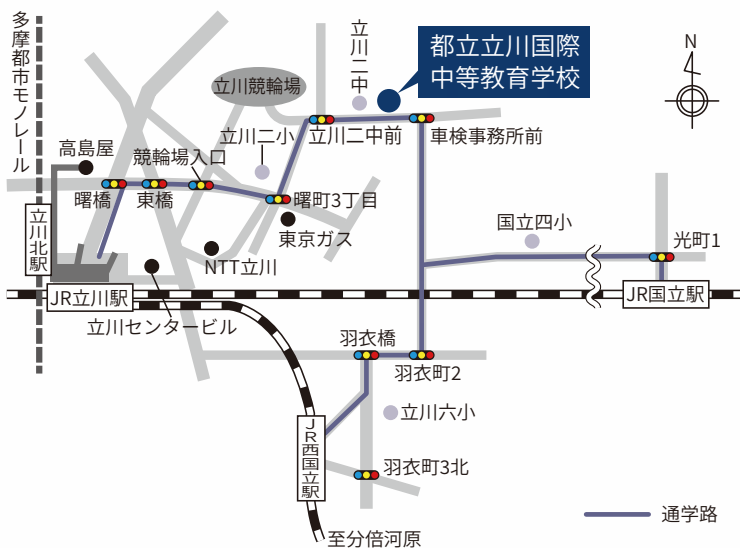 多摩都市モノレール
立川二中
都立立川国際
中等教育学校
N
立川競輪場
立川二小
立川二中前
車検事務所前
高島屋
競輪場入口
曙橋
東橋
曙町3丁目
東京ガス
国立四小
光町1
立川北駅
NTT立川
JR立川駅
JR国立駅
立川センタービル
羽衣橋
羽衣町2
立川六小
JR西国立駅
羽衣町3北
通学路
至分倍河原